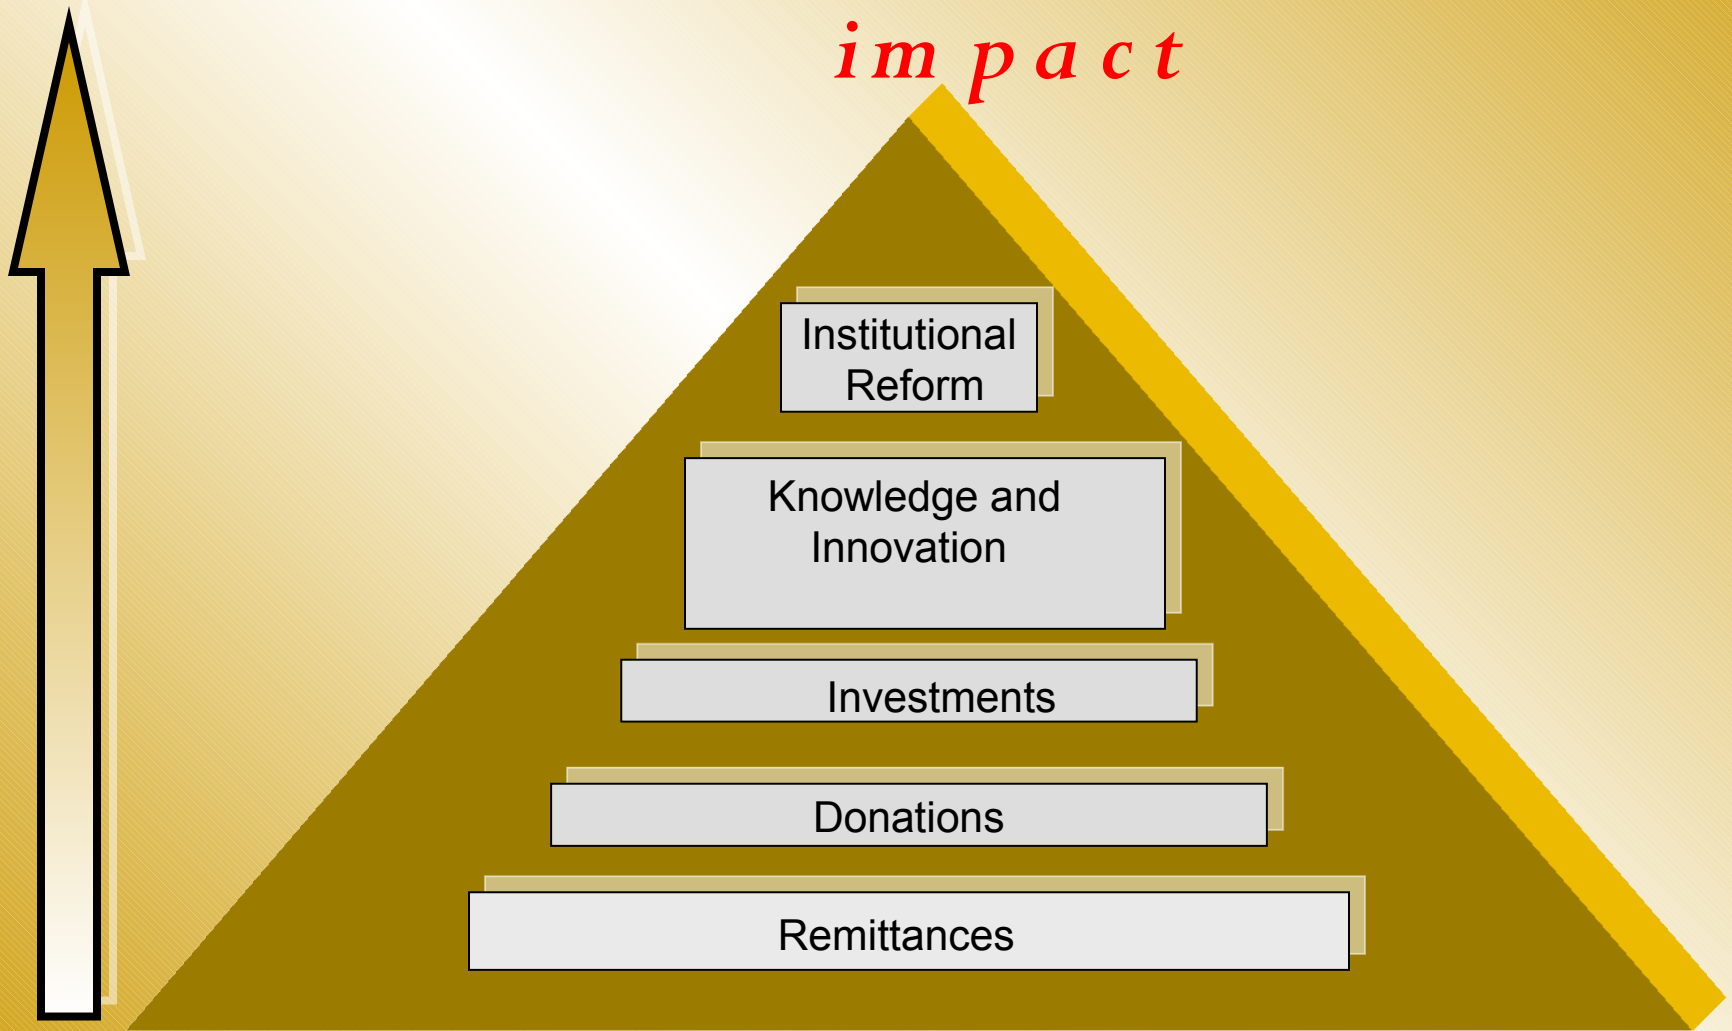 impact
Institutional
Reform
Knowledge and
Innovation
Investments
Donations
Remittances